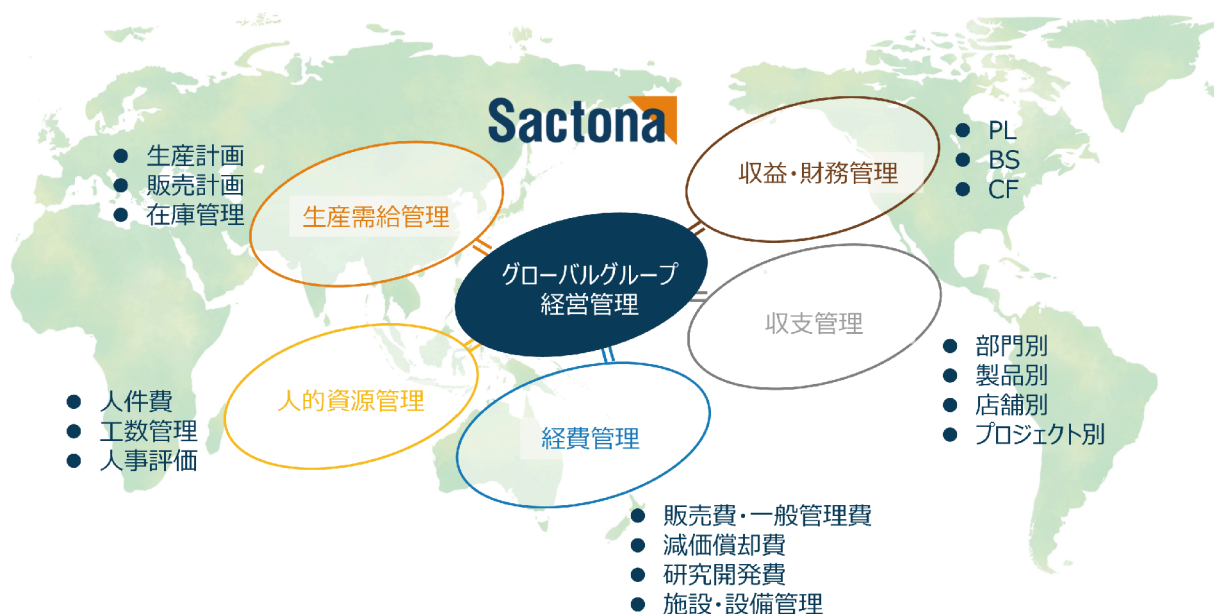 Sactona
● 生産計画
● 販売計画
● 在庫管理
生産需給管理
収益・財務管理
● PL
● BS
● CF
グローバルグループ
経営管理
収支管理
● 部門別
● 製品別
● 店舗別
● プロジェクト別
人的資源管理
● 人件費
● 工数管理
● 人事評価
経費管理
● 販売費・一般管理費
● 減価償却費
● 研究開発費
● 施設・設備管理